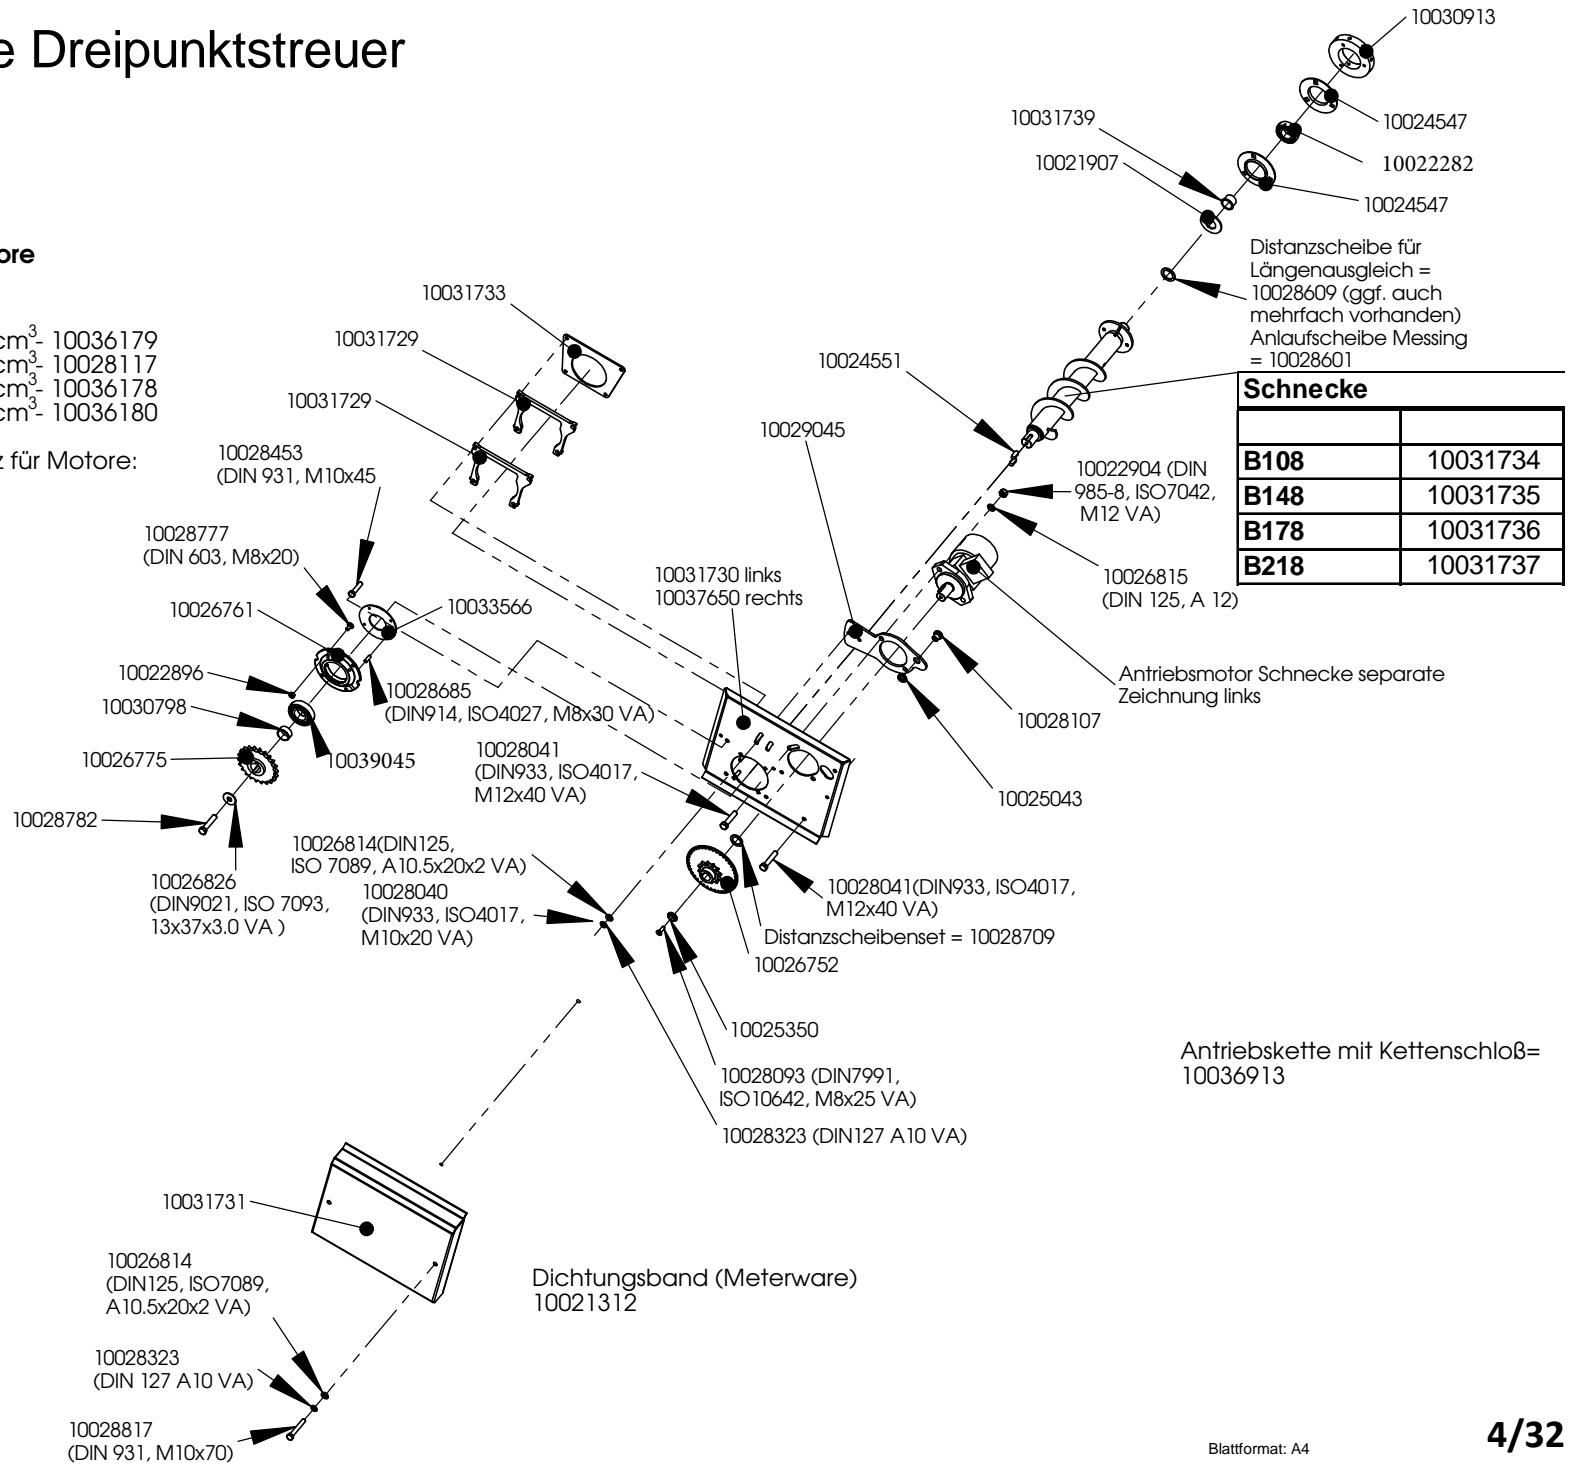 e Dreipunktstreuer
ore
cm³- 10036179
cm³- 10028117
cm³- 10036178
cm³- 10036180
z für Motore:
10030913
10024547
10022282
10024547
10031739
10021907
Distanzscheibe für
Längenausgleich =
10028609 (ggf. auch
mehrfach vorhanden)
Anlaufscheibe Messing
= 10028601
Schnecke
B108 10031734
B148 10031735
B178 10031736
B218 10031737
10031733
10031729
10031729
10024551
10029045
10022904 (DIN
985-8, ISO7042,
M12 VA)
10026815
(DIN 125, A 12)
10028453
(DIN 931, M10x45
10028777
(DIN 603, M8x20)
10026761
10033566
10022896
10030798
10026775
10028782
10028685
(DIN914, ISO4027, M8x30 VA)
10039045
10031730 links
10037650 rechts
Antriebsmotor Schnecke separate
Zeichnung links
10028107
10025043
10028041
(DIN933, ISO4017,
M12x40 VA)
10026826
(DIN9021, ISO 7093,
13x37x3.0 VA )
10026814(DIN125,
ISO 7089, A10.5x20x2 VA)
10028040
(DIN933, ISO4017,
M10x20 VA)
10028041(DIN933, ISO4017,
M12x40 VA)
Distanzscheibenset = 10028709
10026752
10025350
10028093 (DIN7991,
ISO10642, M8x25 VA)
10028323 (DIN127 A10 VA)
Antriebskette mit Kettenschloß=
10036913
10031731
10026814
(DIN125, ISO7089,
A10.5x20x2 VA)
10028323
(DIN 127 A10 VA)
10028817
(DIN 931, M10x70)
Dichtungsband (Meterware)
10021312
Blattformat: A4
4/32